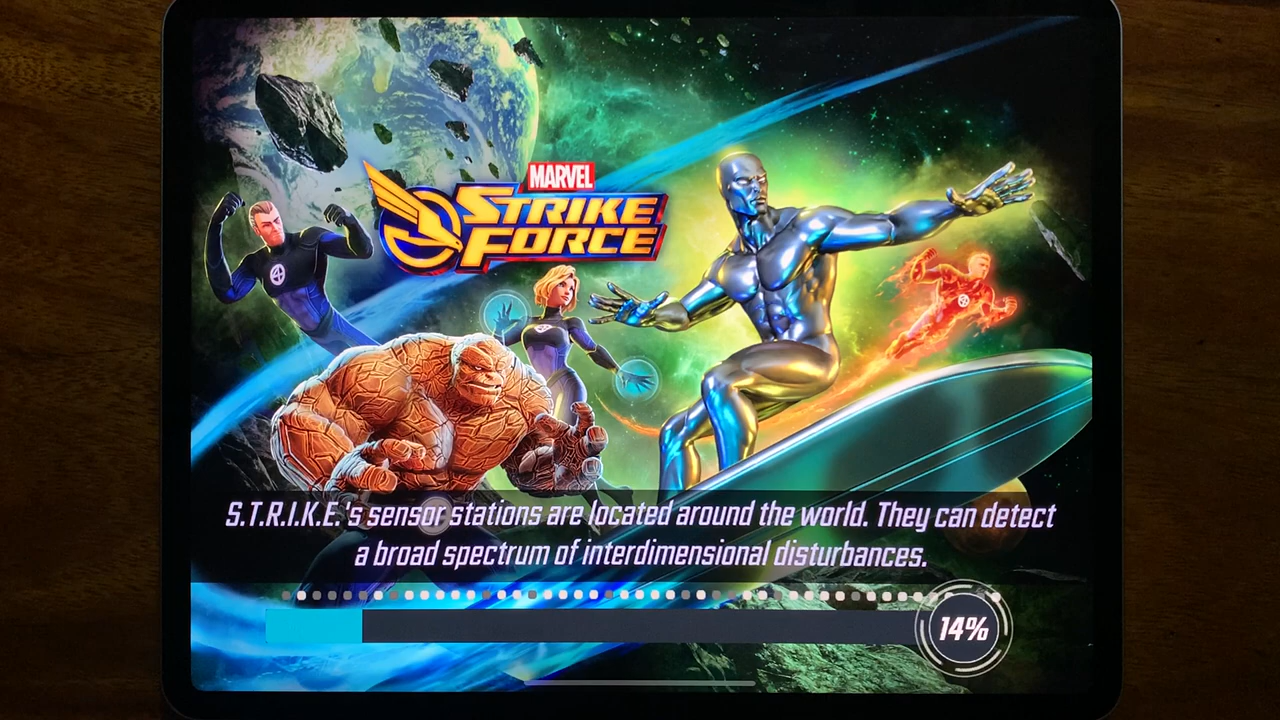 MARVEL
STRIKE
FORCE
4
S.T.R.I.K.E.'s sensor stations are located around the world. They can detect
a broad spectrum of interdimensional disturbances.
14%